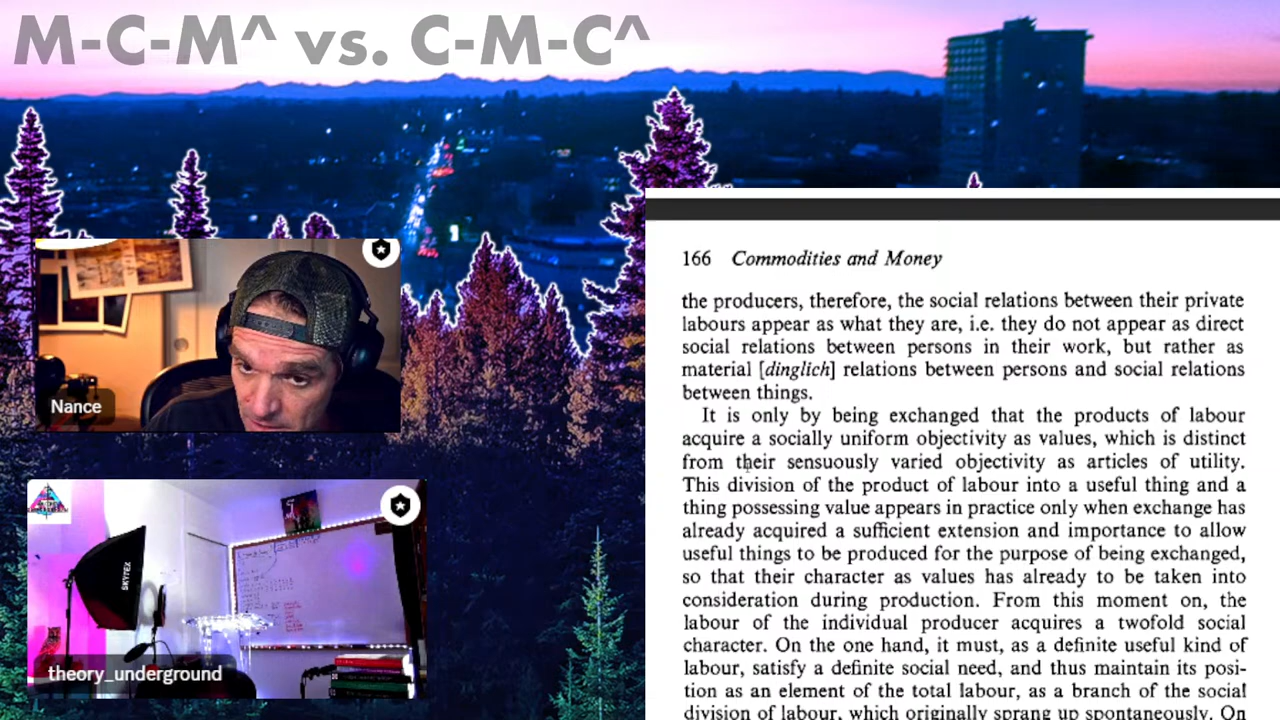 M-C-M^ vs. C-M-C^
Nance
SKYTEX
theory_underground
166 Commodities and Money
the producers, therefore, the social relations between their private
labours appear as what they are, i.e. they do not appear as direct
social relations between persons in their work, but rather as
material [dinglich] relations between persons and social relations
between things.
It is only by being exchanged that the products of labour
acquire a socially uniform objectivity as values, which is distinct
from their sensuously varied objectivity as articles of utility.
This division of the product of labour into a useful thing and a
thing possessing value appears in practice only when exchange has
already acquired a sufficient extension and importance to allow
useful things to be produced for the purpose of being exchanged,
so that their character as values has already to be taken into
consideration during production. From this moment on, the
labour of the individual producer acquires a twofold social
character. On the one hand, it must, as a definite useful kind of
labour, satisfy a definite social need, and thus maintain its posi-
tion as an element of the total labour, as a branch of the social
division of labour, which originally sprang up spontaneously. On